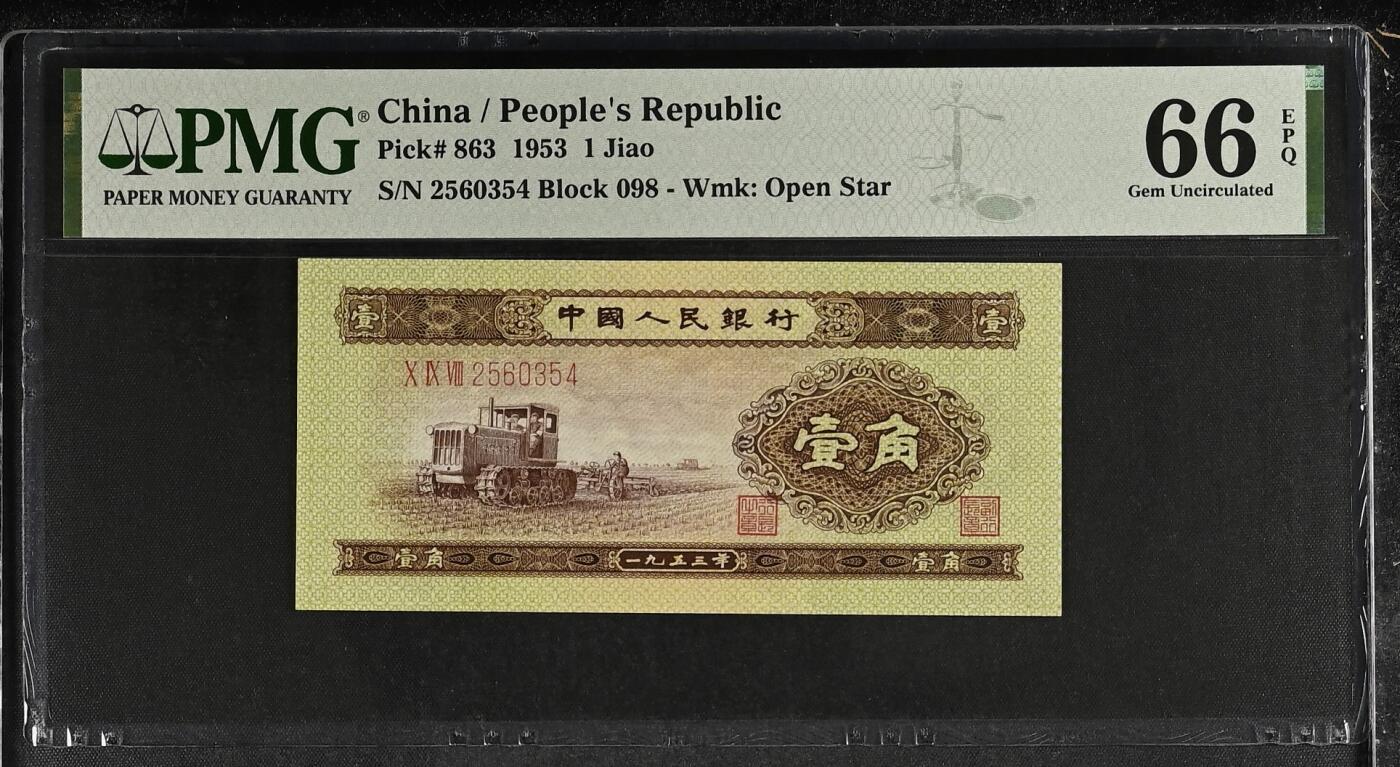 PMG®
PAPER MONEY GUARANTY
China / People's Republic
Pick# 863 1953 1 Jiao
S/N 2560354 Block 098 - Wmk: Open Star
66
EPQ
Gem Uncirculated
壹 中國人民銀行 壹
X IX VIII 2560354
壹角
壹角 一九五三年 壹角